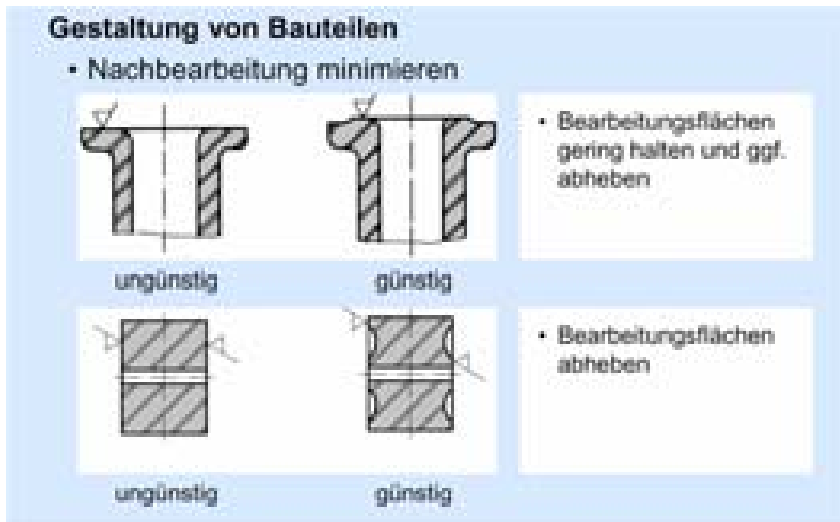 Gestaltung von Bauteilen
• Nachbearbeitung minimieren
• Bearbeitungsflächen
gering halten und ggf.
abheben
ungünstig
günstig
• Bearbeitungsflächen
abheben
ungünstig
günstig